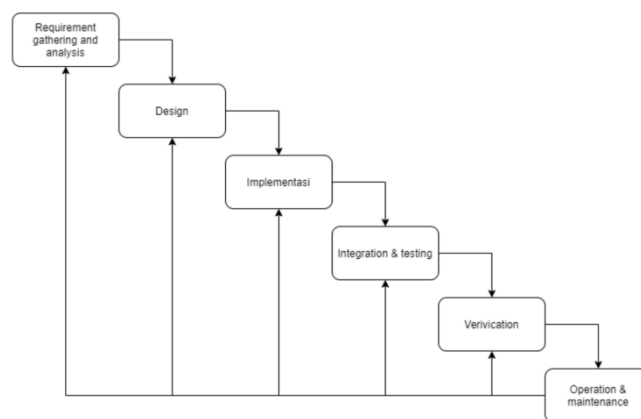 Requirement
gathering and
analysis
Design
Implementasi
Integration & testing
Verivication
Operation &
maintenance